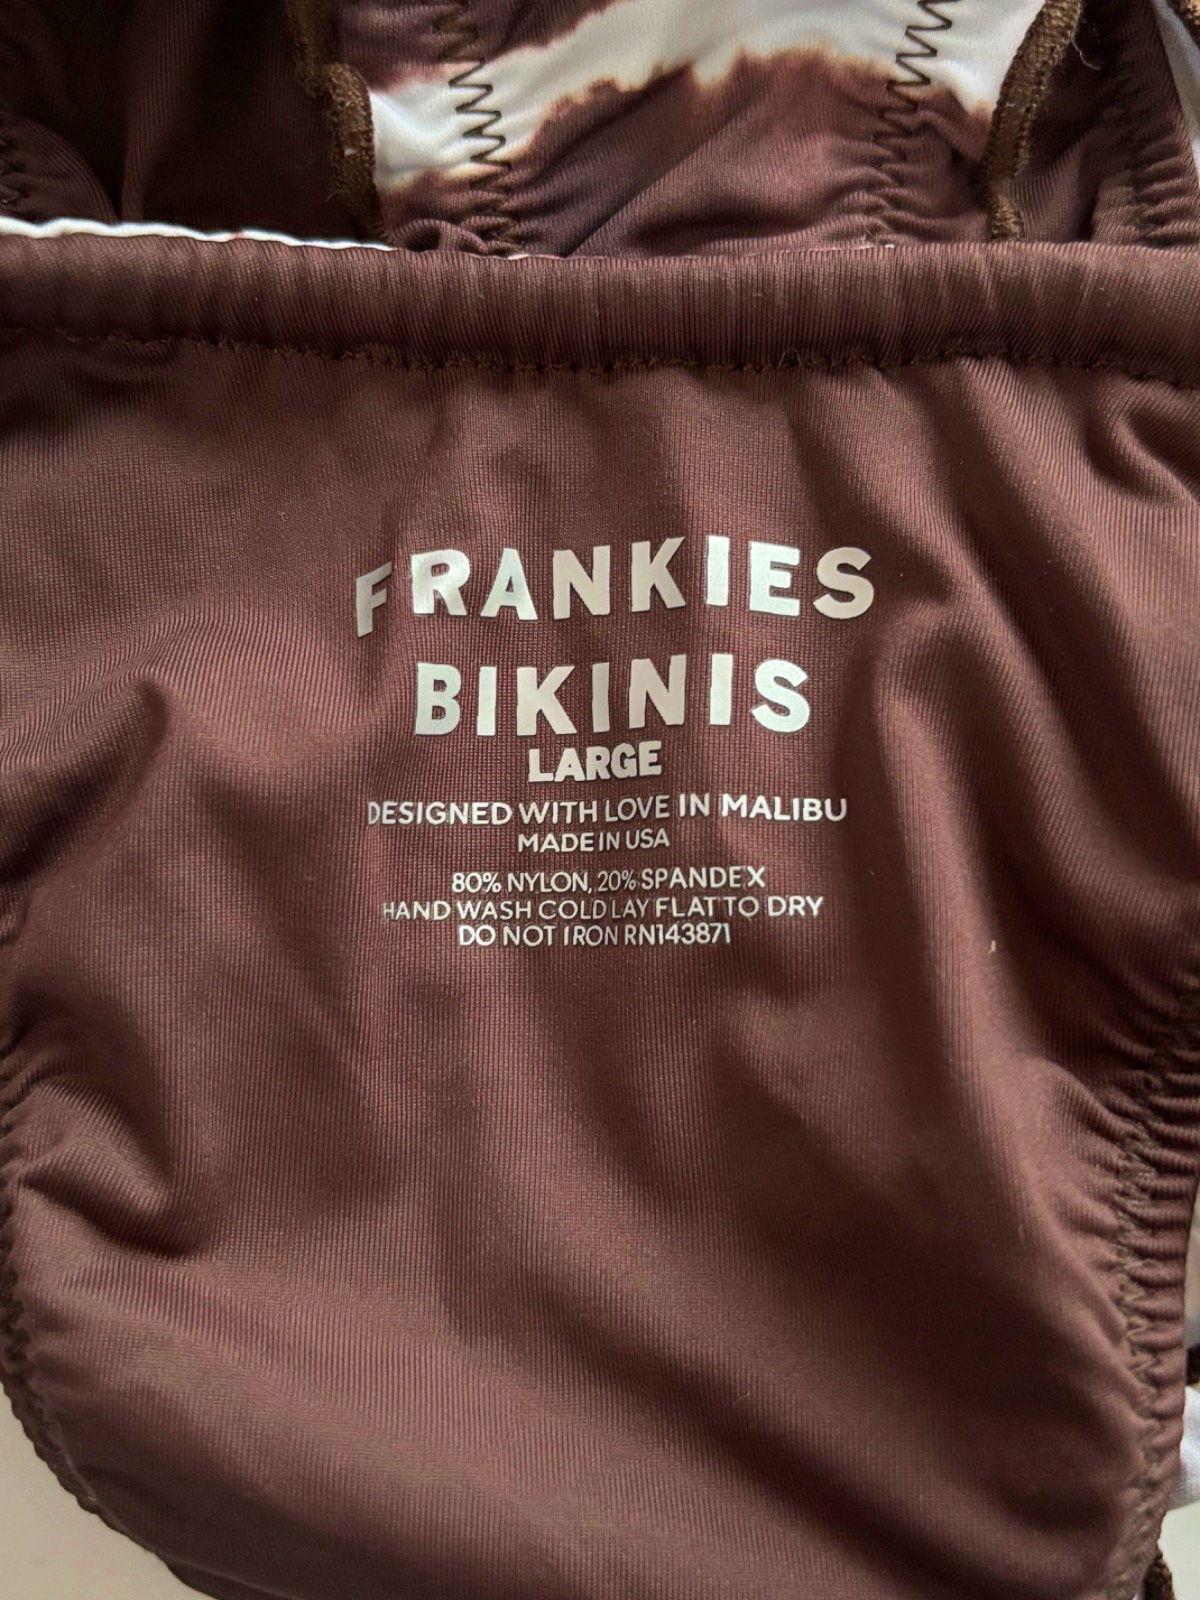 FRANKIES
BIKINIS
LARGE
DESIGNED WITH LOVE IN MALIBU
MADE IN USA
80% NYLON, 20% SPANDEX
HAND WASH COLD LAY FLAT TO DRY
DO NOT IRON RN143871